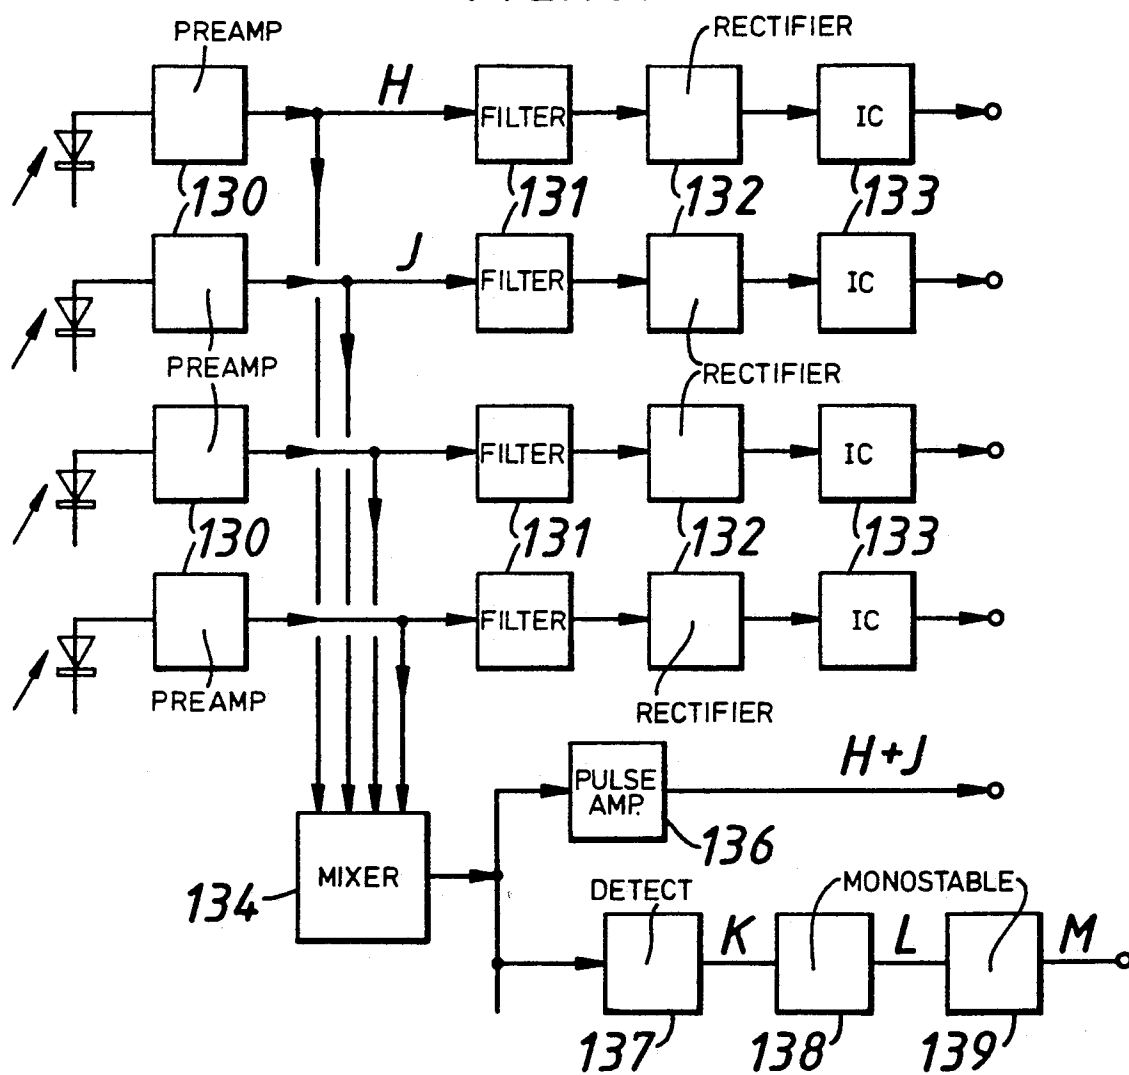 PREAMP
RECTIFIER
H
FILTER
IC
130
131
132
133
J
FILTER
IC
PREAMP
RECTIFIER
FILTER
IC
130
131
132
133
FILTER
IC
PREAMP
RECTIFIER
H+J
PULSE
AMP.
136
MIXER
134
DETECT
MONOSTABLE
K
L
M
137
138
139